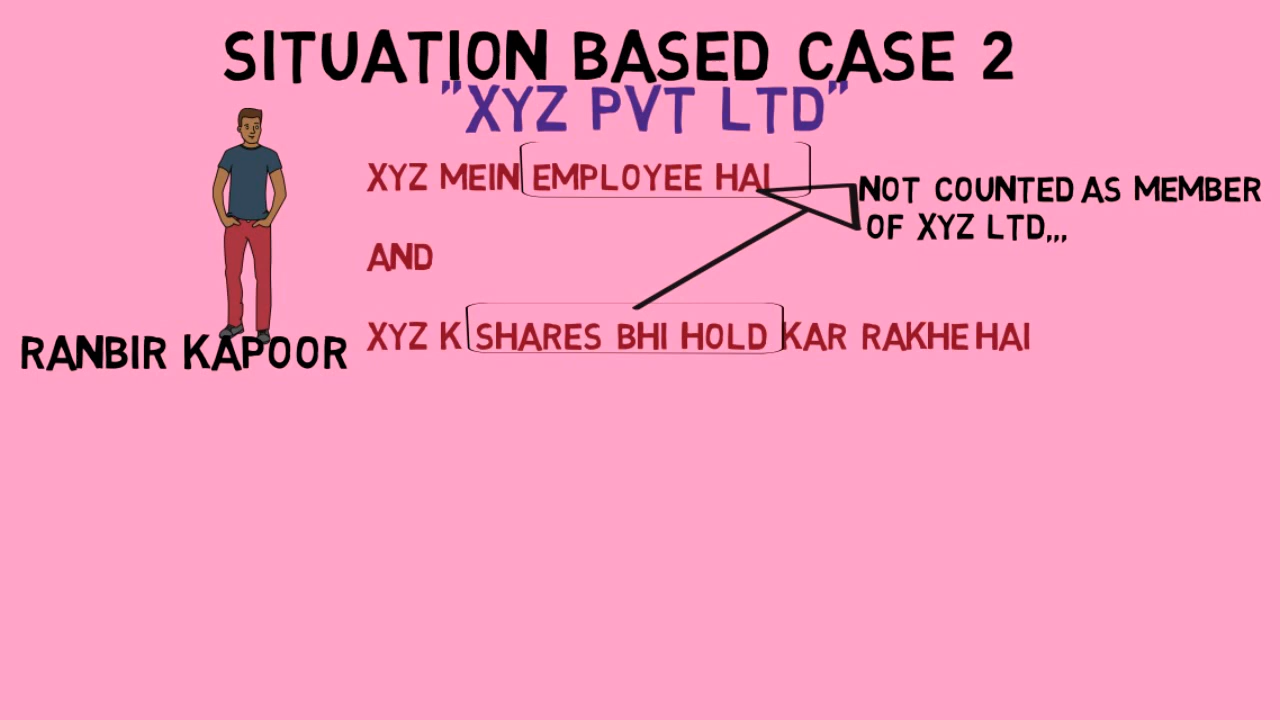 SITUATION BASED CASE 2
"XYZ PVT LTD"
XYZ MEIN EMPLOYEE HAI
NOT COUNTED AS MEMBER
OF XYZ LTD,,,
AND
XYZ K SHARES BHI HOLD KAR RAKHE HAI
RANBIR KAPOOR